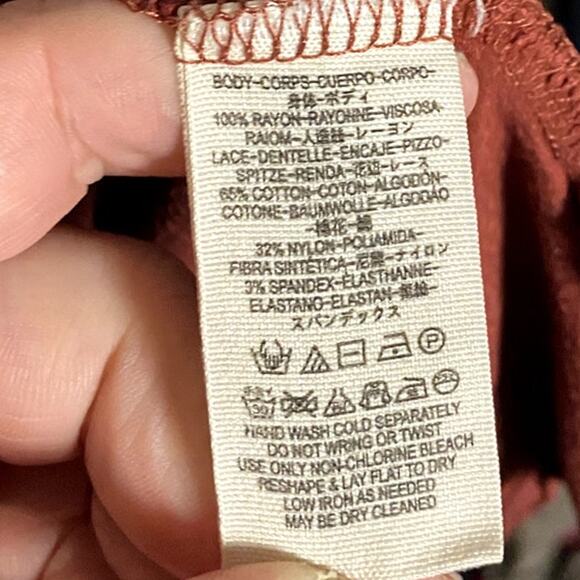 BODY-CORPS-CUERPO-CORPO-
身体-ボディ
100% RAYON-RAYONNE-VISCOSA-
RAIOM-人造絲-レーヨン
LACE-DENTELLE-ENCAJE-PIZZO-
SPITZE-RENDA-花边-レース
65% COTTON-COTON-ALGODÓN-
COTONE-BAUMWOLLE-ALGODÃO
-棉花-綿
32% NYLON-POLIAMIDA-
FIBRA SINTÉTICA-尼龍-ナイロン
3% SPANDEX-ELASTHANNE-
ELASTANO-ELASTAN-
スパンデックス
P
HAND WASH COLD SEPARATELY
DO NOT WRING OR TWIST
USE ONLY NON-CHLORINE BLEACH
RESHAPE & LAY FLAT TO DRY
LOW IRON AS NEEDED
MAY BE DRY CLEANED